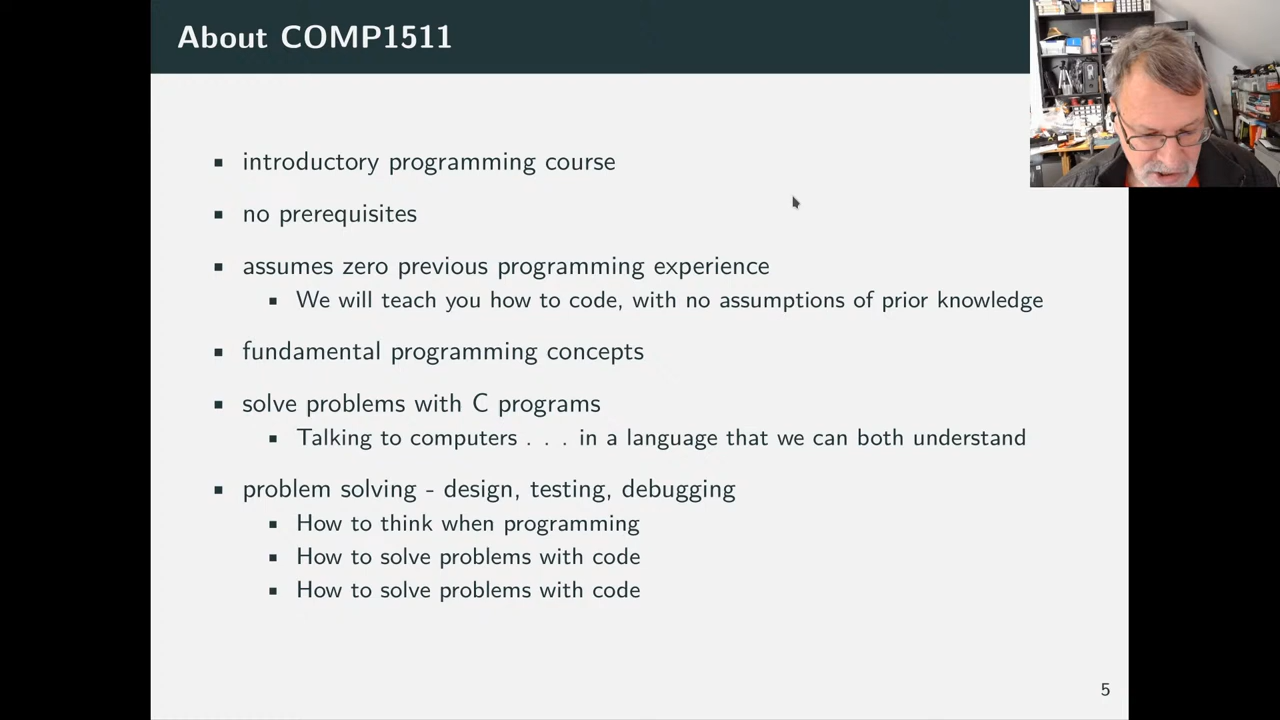 About COMP1511
▪ introductory programming course
▪ no prerequisites
▪ assumes zero previous programming experience
▪ We will teach you how to code, with no assumptions of prior knowledge
▪ fundamental programming concepts
▪ solve problems with C programs
▪ Talking to computers . . . in a language that we can both understand
▪ problem solving - design, testing, debugging
▪ How to think when programming
▪ How to solve problems with code
▪ How to solve problems with code
5